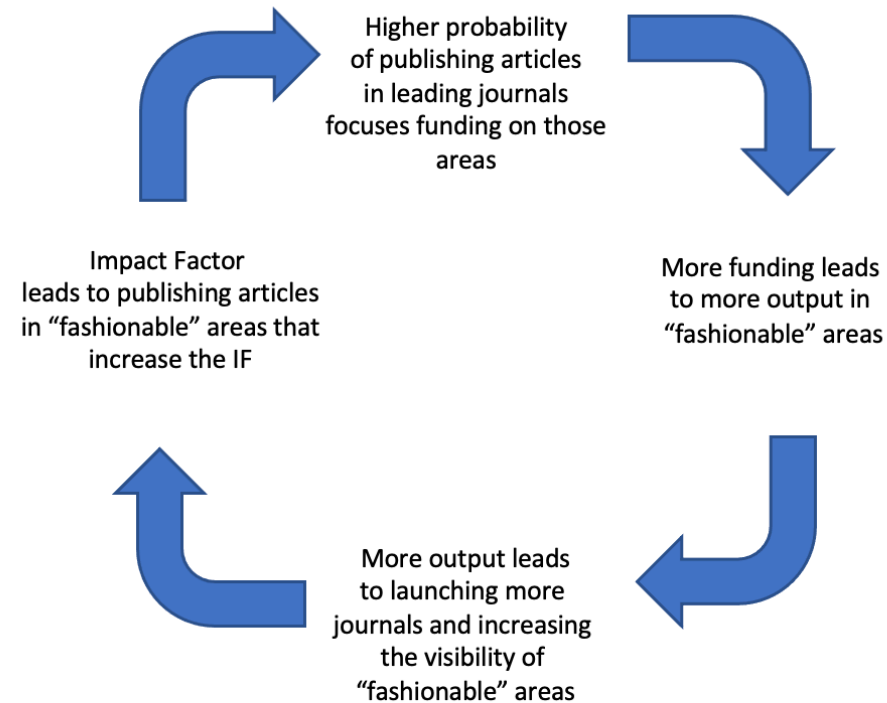 Higher probability
of publishing articles
in leading journals
focuses funding on those
areas
More funding leads
to more output in
“fashionable” areas
More output leads
to launching more
journals and increasing
the visibility of
“fashionable” areas
Impact Factor
leads to publishing articles
in “fashionable” areas that
increase the IF